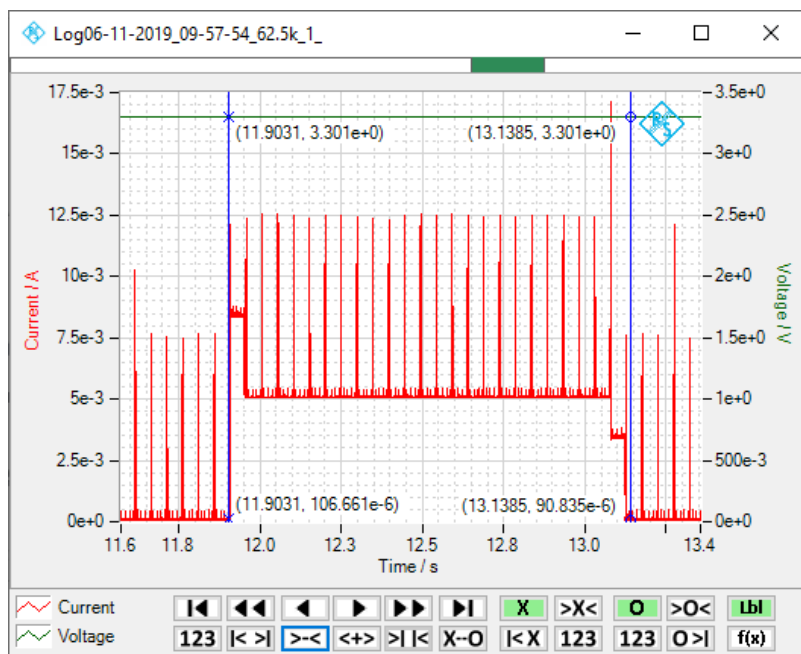 Log06-11-2019_09-57-54_62.5k_1_
17.5e-3
3.5e+0
(11.9031, 3.301e+0)
(13.1385, 3.301e+0)
R
S
15e-3
3e+0
12.5e-3
2.5e+0
10e-3
2e+0
Current / A
Voltage / V
7.5e-3
1.5e+0
5e-3
1e+0
2.5e-3
500e-3
(11.9031, 106.661e-6)
(13.1385, 90.835e-6)
0e+0
0e+0
11.6 11.8 12.0 12.3 12.5 12.8 13.0 13.4
Time / s
Current
X >X< O >O< Lbl
Voltage
123 |< >| >-< <+> >||< X--O |< X 123 123 O >| f(x)